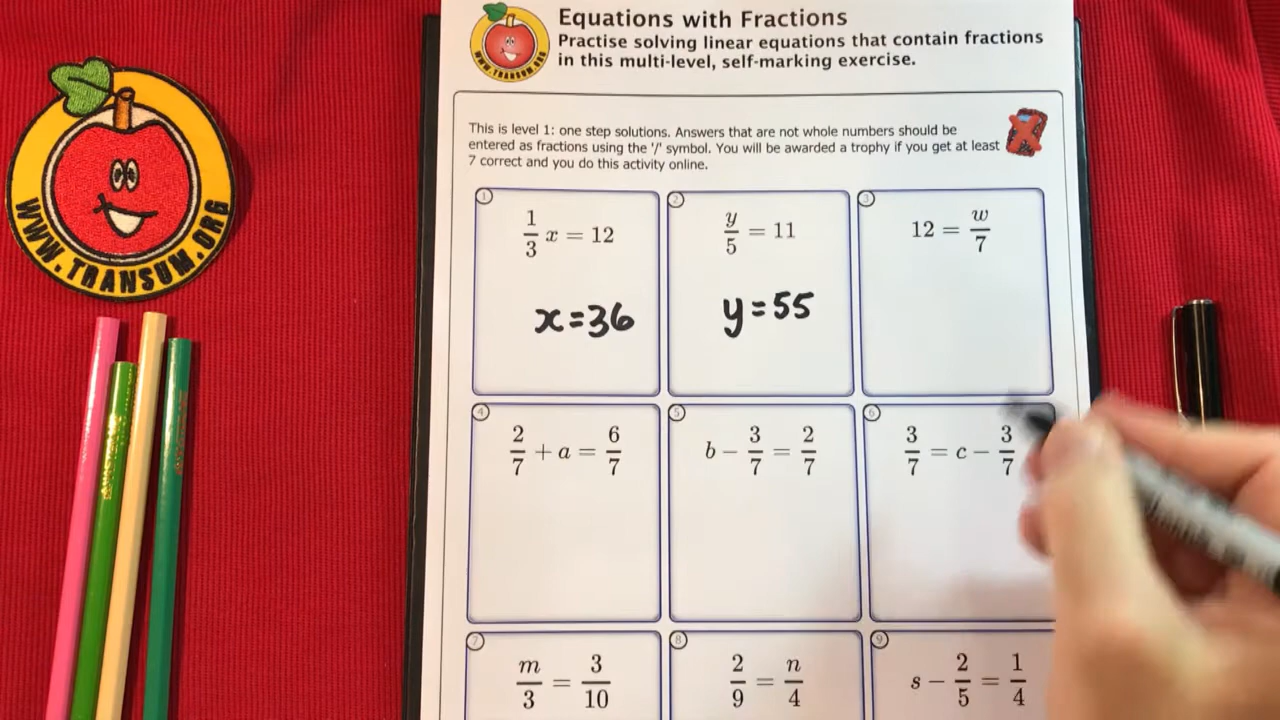 Equations with Fractions
Practise solving linear equations that contain fractions
in this multi-level, self-marking exercise.
WWW.TRANSUM.ORG
WWW.TRANSUM.ORG
This is level 1: one step solutions. Answers that are not whole numbers should be
entered as fractions using the '/' symbol. You will be awarded a trophy if you get at least
7 correct and you do this activity online.
1
1/3 x = 12
x=36
2
y/5 = 11
y=55
3
12 = w/7
4
2/7 + a = 6/7
5
b − 3/7 = 2/7
6
3/7 = c − 3/7
7
m/3 = 3/10
8
2/9 = n/4
9
s − 2/5 = 1/4